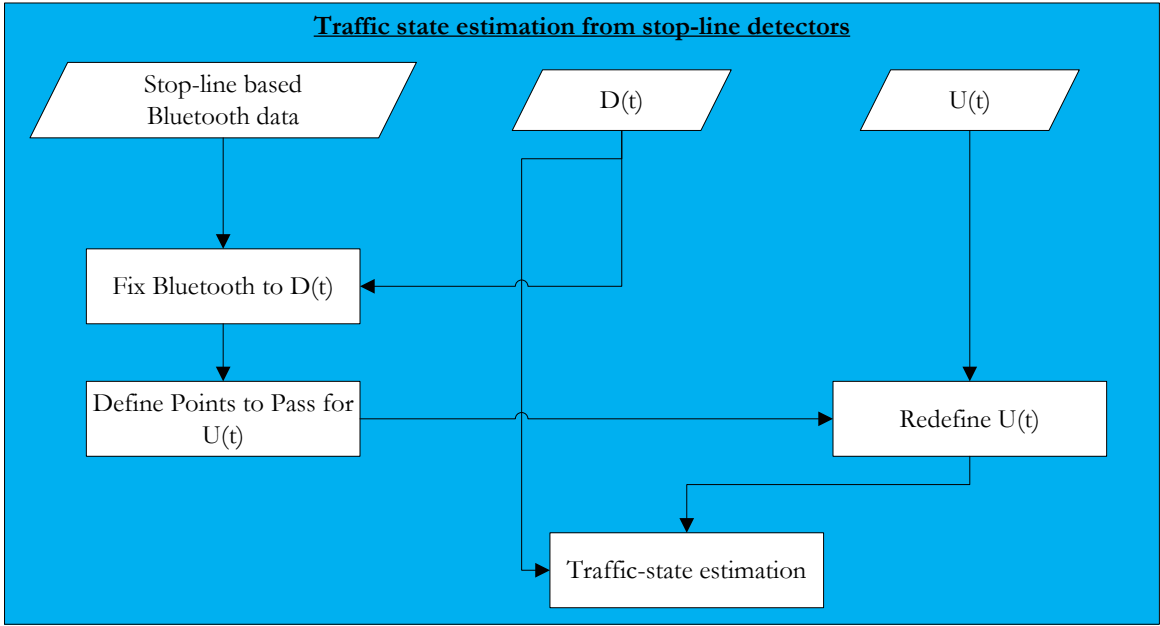 Traffic state estimation from stop-line detectors
Stop-line based
Bluetooth data
D(t)
U(t)
Fix Bluetooth to D(t)
Define Points to Pass for
U(t)
Redefine U(t)
Traffic-state estimation